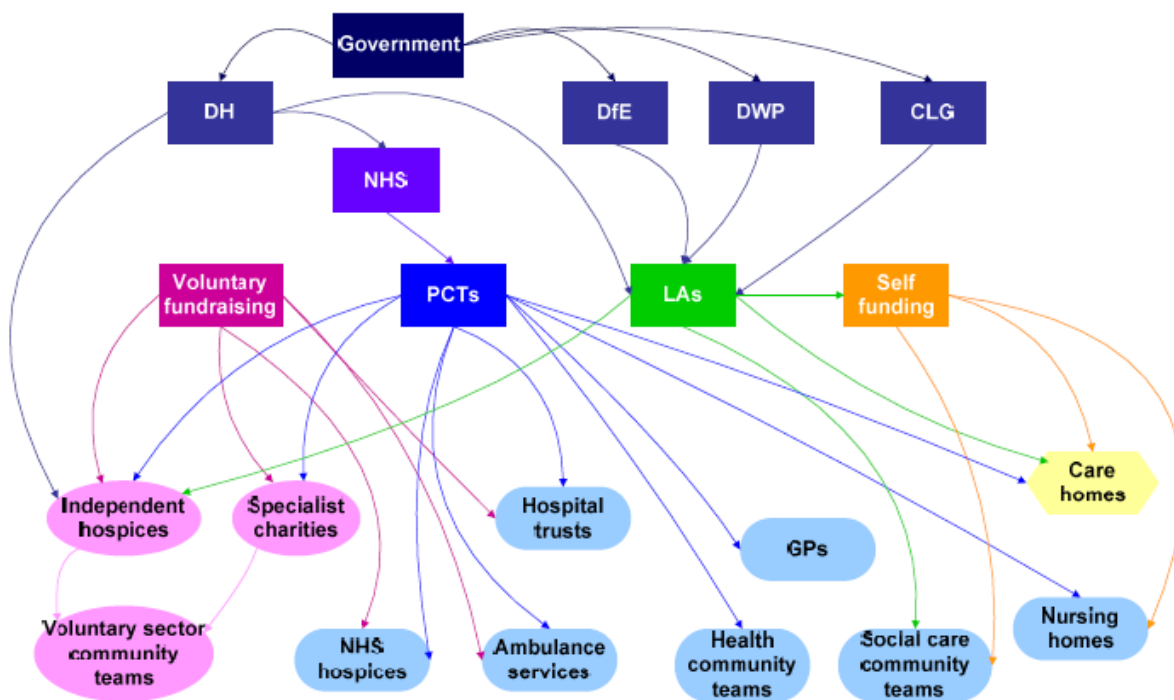 Government
DH
DfE
DWP
CLG
NHS
Voluntary
fundraising
PCTs
LAs
Self
funding
Independent
hospices
Specialist
charities
Hospital
trusts
GPs
Care
homes
Voluntary sector
community
teams
NHS
hospices
Ambulance
services
Health
community
teams
Social care
community
teams
Nursing
homes